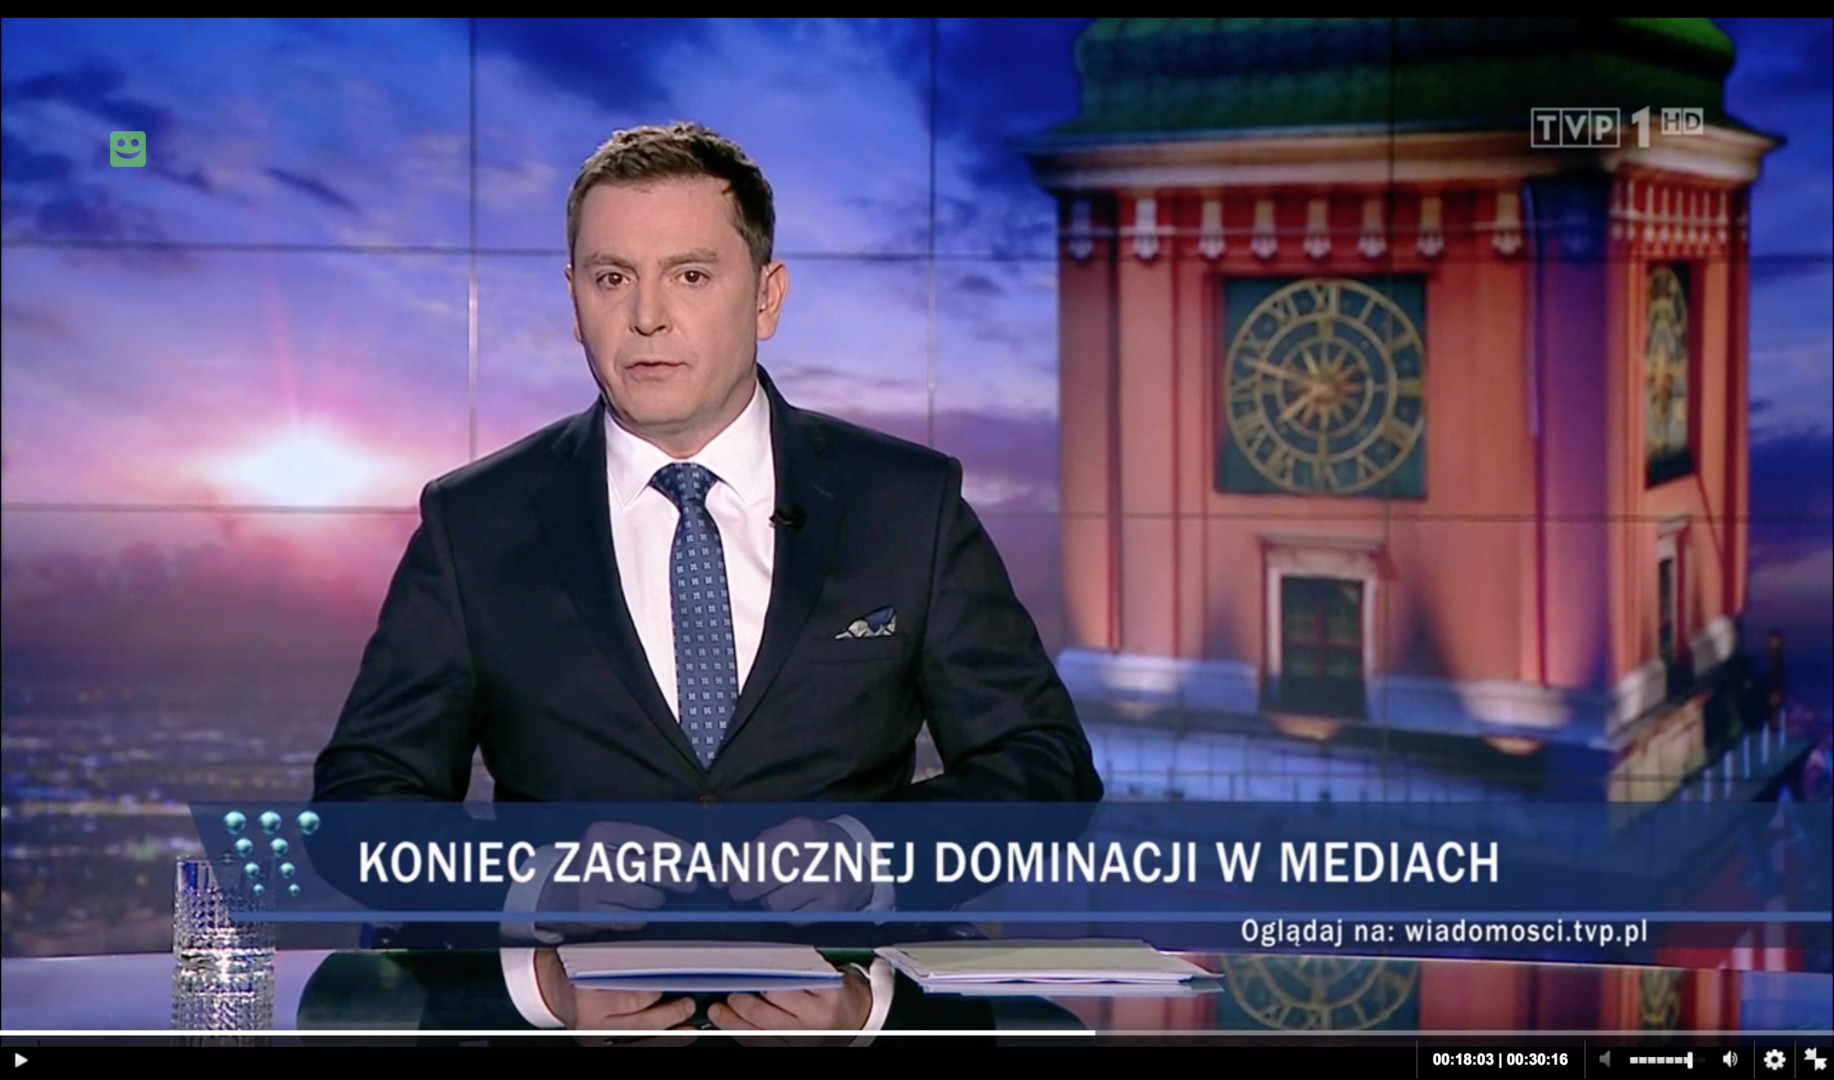 TVP 1 HD
KONIEC ZAGRANICZNEJ DOMINACJI W MEDIACH
Oglądaj na: wiadomosci.tvp.pl
00:18:03 | 00:30:16